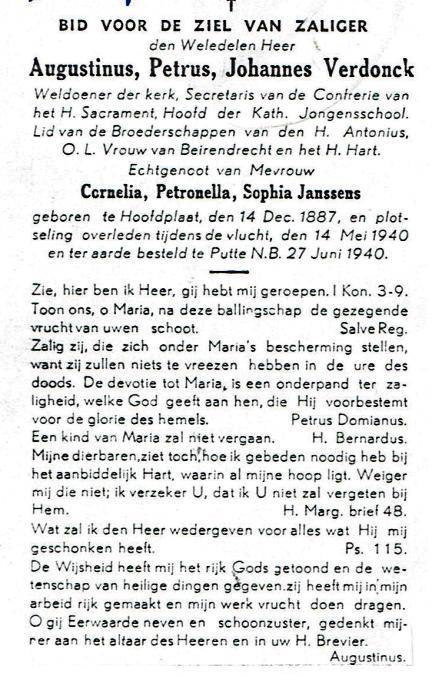 BID VOOR DE ZIEL VAN ZALIGER
den Weledelen Heer
Augustinus, Petrus, Johannes Verdonck
Weldoener der kerk, Secretaris van de Confrerie van
het H. Sacrament, Hoofd der Kath. Jongensschool.
Lid van de Broederschappen van den H. Antonius,
O. L. Vrouw van Beirendrecht en het H. Hart.
Echtgenoot van Mevrouw
Cornelia, Petronella, Sophia Janssens
geboren te Hoofdplaat, den 14 Dec. 1887, en plot-
seling overleden tijdens de vlucht, den 14 Mei 1940
en ter aarde besteld te Putte N.B. 27 Juni 1940.
Zie, hier ben ik Heer, gij hebt mij geroepen. I Kon. 3-9.
Toon ons, o Maria, na deze ballingschap de gezegende
vrucht van uwen schoot. Salve Reg.
Zalig zij, die zich onder Maria's bescherming stellen,
want zij zullen niets te vreezen hebben in de ure des
doods. De devotie tot Maria, is een onderpand ter za-
ligheid, welke God geeft aan hen, die Hij voorbestemt
voor de glorie des hemels. Petrus Domianus.
Een kind van Maria zal niet vergaan. H. Bernardus.
Mijne dierbaren, ziet toch, hoe ik gebeden noodig heb bij
het aanbiddelijk Hart, waarin al mijne hoop ligt. Weiger
mij die niet; ik verzeker U, dat ik U niet zal vergeten bij
Hem. H. Marg. brief 48.
Wat zal ik den Heer wedergeven voor alles wat Hij mij
geschonken heeft. Ps. 115.
De Wijsheid heeft mij het rijk Gods getoond en de we-
tenschap van heilige dingen gegeven. zij heeft mij in mijn
arbeid rijk gemaakt en mijn werk vrucht doen dragen.
O gij Eerwaarde neven en schoonzuster, gedenkt mij-
ner aan het altaar des Heeren en in uw H. Brevier.
Augustinus.